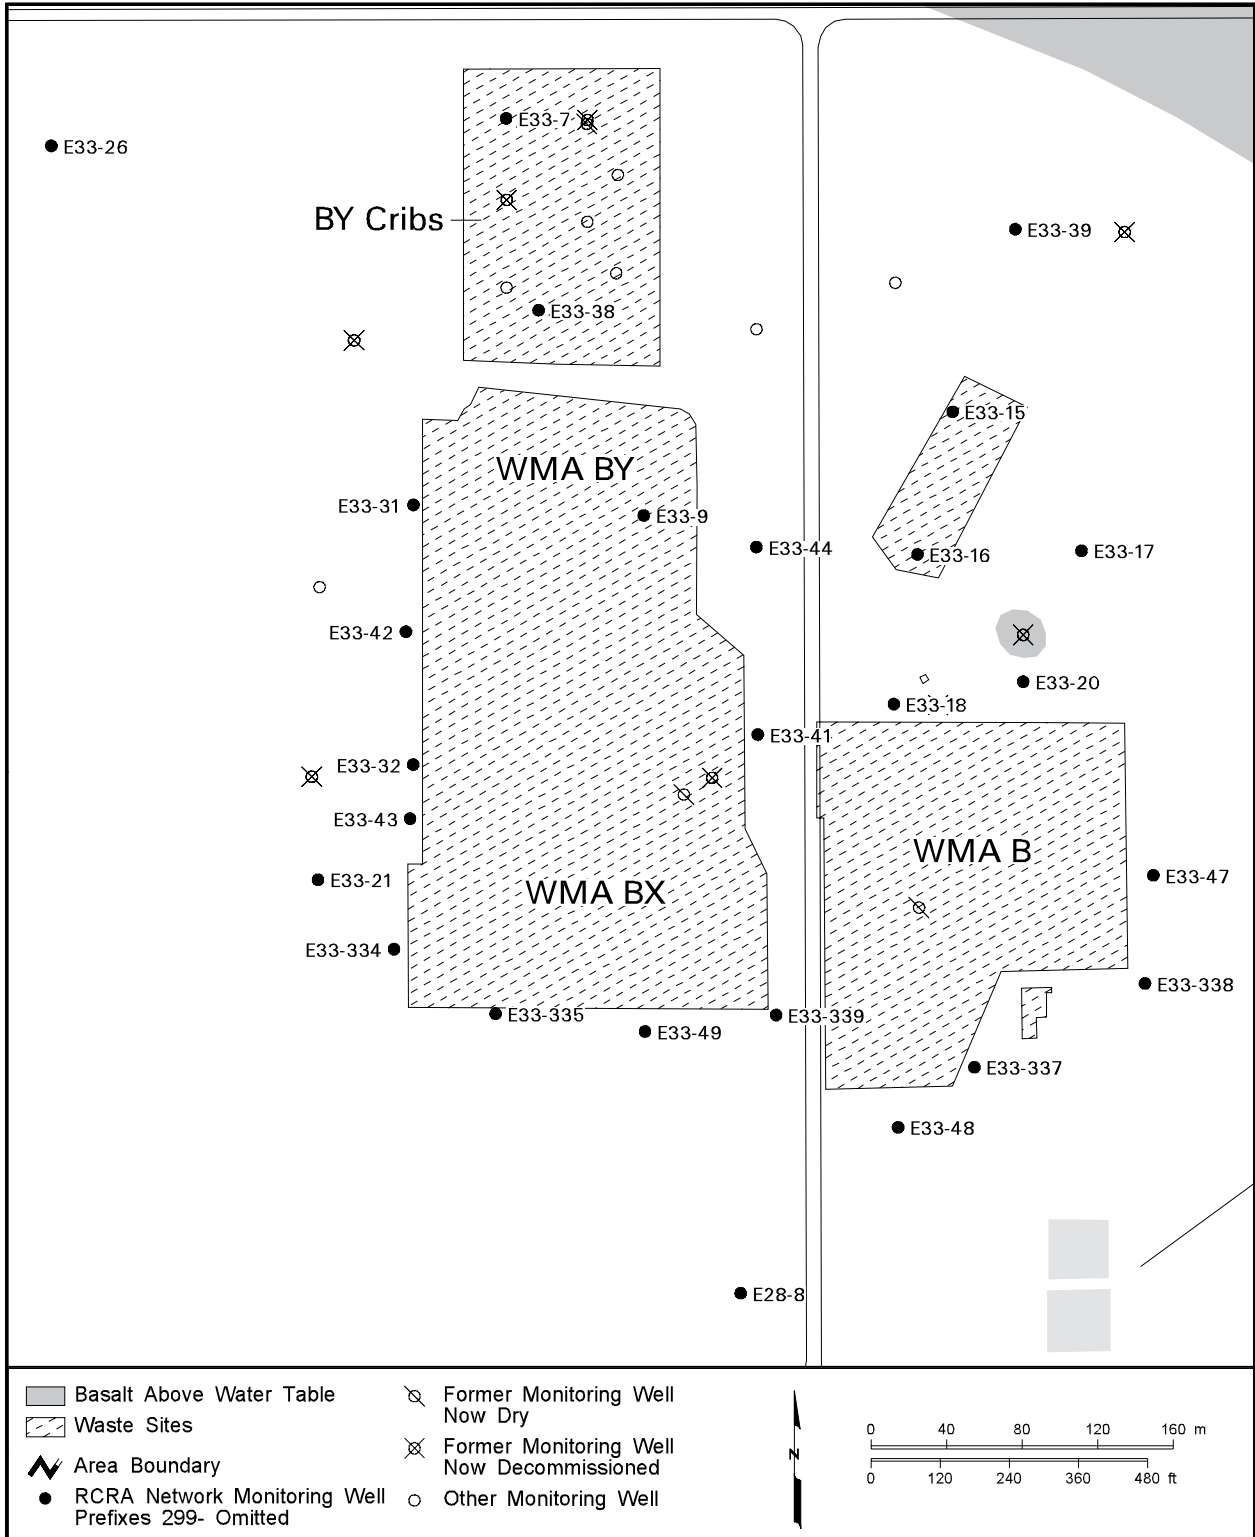 E33-7
E33-26
BY Cribs
E33-39
E33-38
E33-15
WMA BY
E33-31
E33-9
E33-44
E33-16
E33-17
E33-42
E33-20
E33-18
E33-41
E33-32
E33-43
WMA B
E33-21
WMA BX
E33-47
E33-334
E33-338
E33-335
E33-339
E33-49
E33-337
E33-48
E28-8
Basalt Above Water Table
Waste Sites
Area Boundary
RCRA Network Monitoring Well
Prefixes 299- Omitted
Former Monitoring Well
Now Dry
Former Monitoring Well
Now Decommissioned
Other Monitoring Well
N
0 40 80 120 160 m
0 120 240 360 480 ft